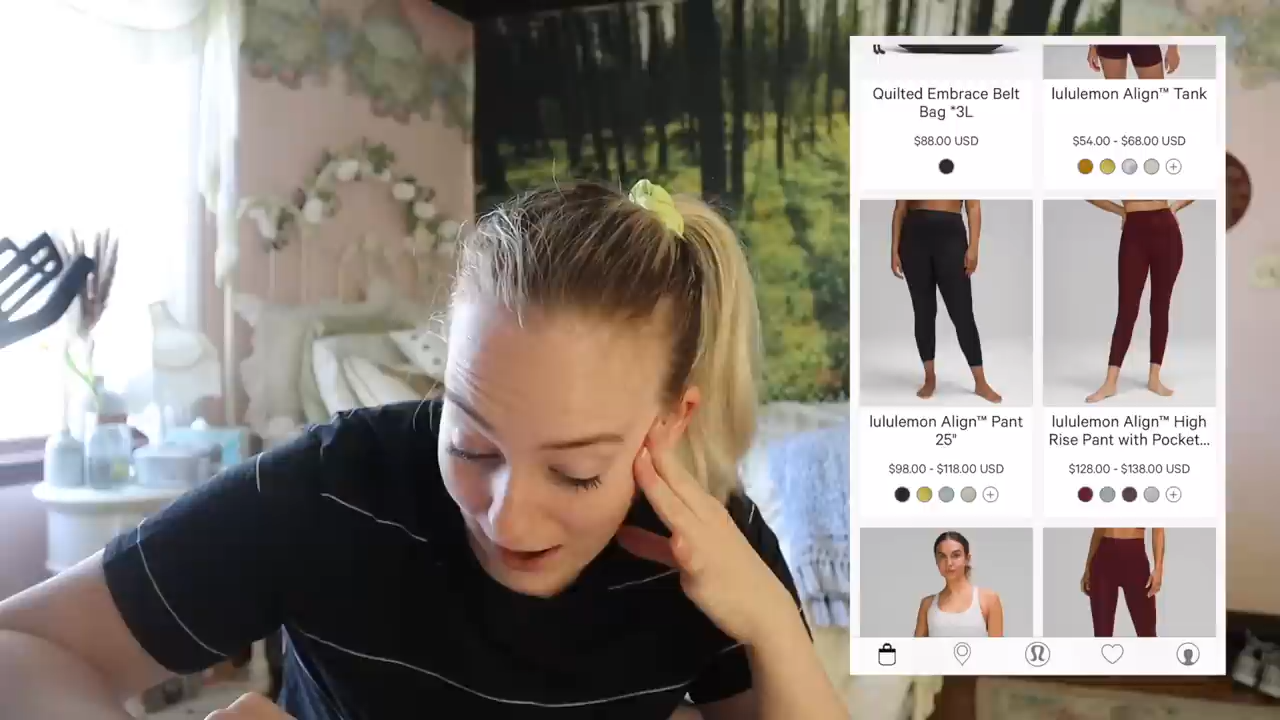 Quilted Embrace Belt
Bag *3L
$88.00 USD
lululemon Align™ Tank
$54.00 - $68.00 USD
lululemon Align™ Pant
25"
$98.00 - $118.00 USD
lululemon Align™ High
Rise Pant with Pocket...
$128.00 - $138.00 USD